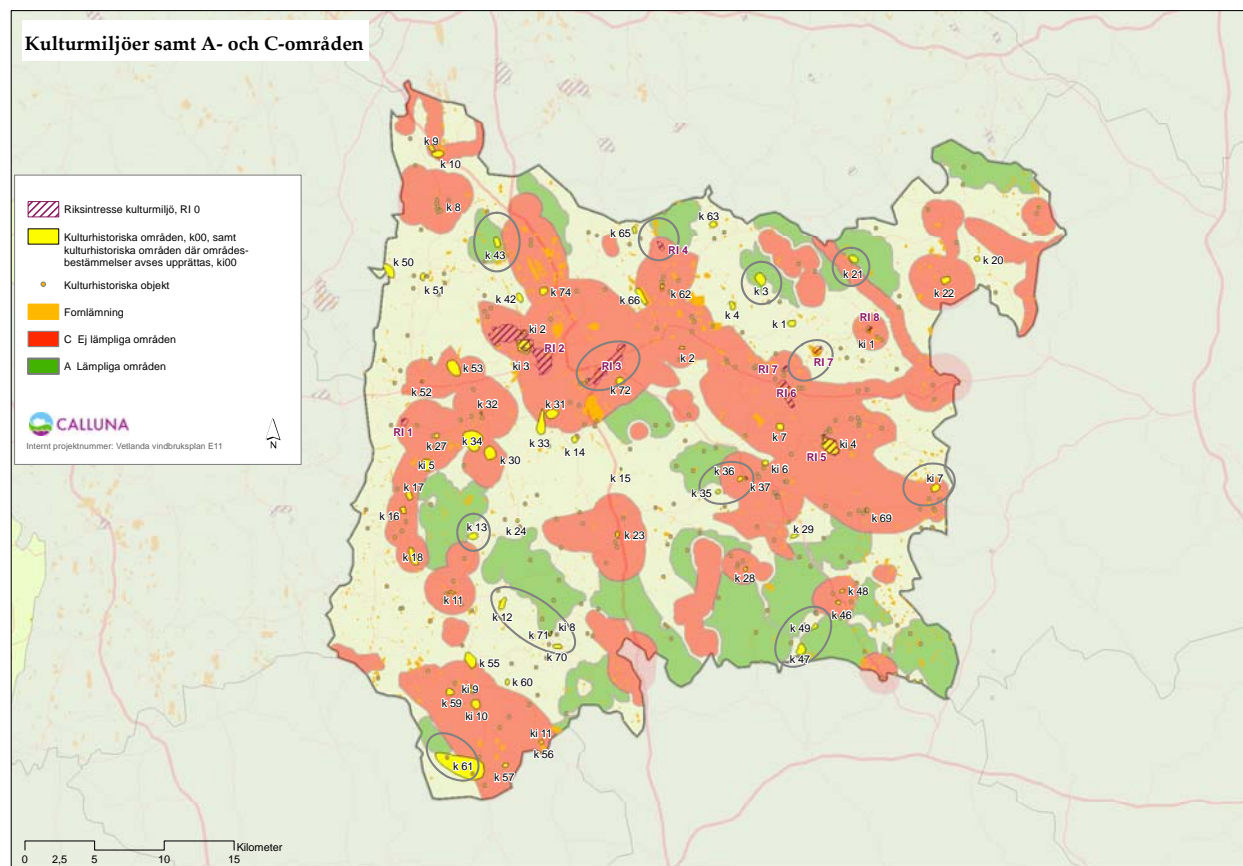 Kulturmiljöer samt A- och C-områden
Riksintresse kulturmiljö, RI 0
Kulturhistoriska områden, k00, samt
kulturhistoriska områden där områdes-
bestämmelser avses upprättas, ki00
Kulturhistoriska objekt
Fornlämning
C Ej lämpliga områden
A Lämpliga områden
CALLUNA
Internt projektnummer: Vetlanda vindbruksplan E11
N
k 9
k 10
k 8
k 63
k 65
RI 4
k 43
k 20
k 50
k 51
k 21
k 3
k 22
k 62
k 74
k 42
k 66
k 4
k 1
RI 8
ki 1
ki 2
RI 2
ki 3
k 2
RI 7
RI 3
RI 7
k 53
k 72
RI 6
k 52
k 32
k 31
RI 1
k 27
k 34
k 33
k 14
k 7
ki 4
k 30
RI 5
ki 5
k 15
k 36
ki 6
k 37
ki 7
k 17
k 35
k 16
k 69
k 13
k 24
k 23
k 29
k 18
k 28
k 11
k 48
k 46
k 12
ki 8
k 71
k 49
k 70
k 47
k 55
k 60
ki 9
k 59
ki 10
ki 11
k 56
k 61
k 57
Kilometer
0 2,5 5 10 15